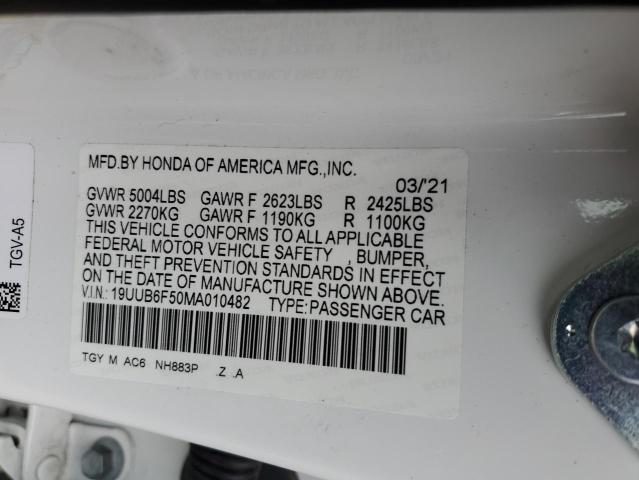 MFD.BY HONDA OF AMERICA MFG.,INC.
03/'21
GVWR 5004LBS GAWR F 2623LBS R 2425LBS
GVWR 2270KG GAWR F 1190KG R 1100KG
THIS VEHICLE CONFORMS TO ALL APPLICABLE
FEDERAL MOTOR VEHICLE SAFETY , BUMPER,
AND THEFT PREVENTION STANDARDS IN EFFECT
ON THE DATE OF MANUFACTURE SHOWN ABOVE.
V.I.N.: 19UUB6F50MA010482 TYPE:PASSENGER CAR
TGY M AC6 NH883P .Z .A
TGV-A5